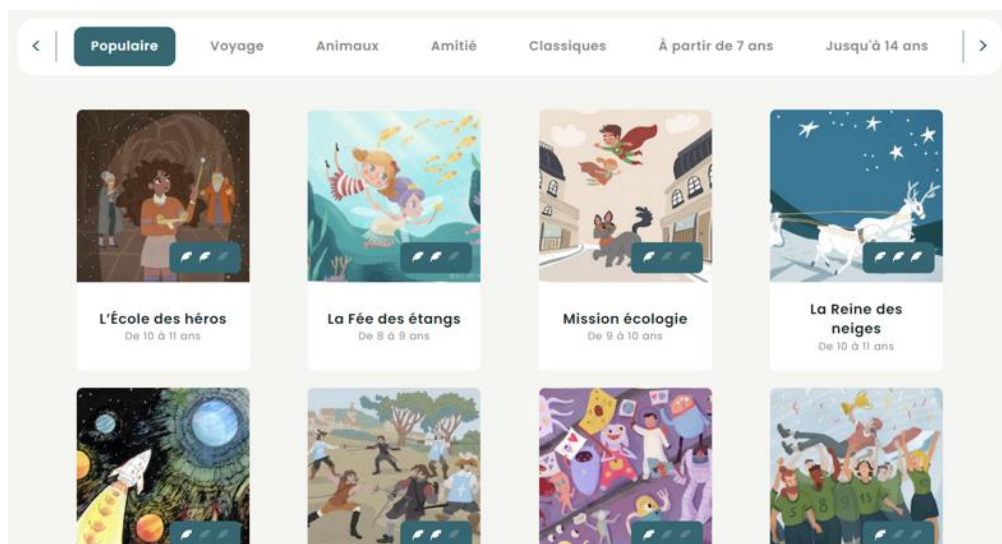 Populaire Voyage Animaux Amitié Classiques À partir de 7 ans Jusqu'à 14 ans
L'École des héros
De 10 à 11 ans
La Fée des étangs
De 8 à 9 ans
Mission écologie
De 9 à 10 ans
La Reine des
neiges
De 10 à 11 ans